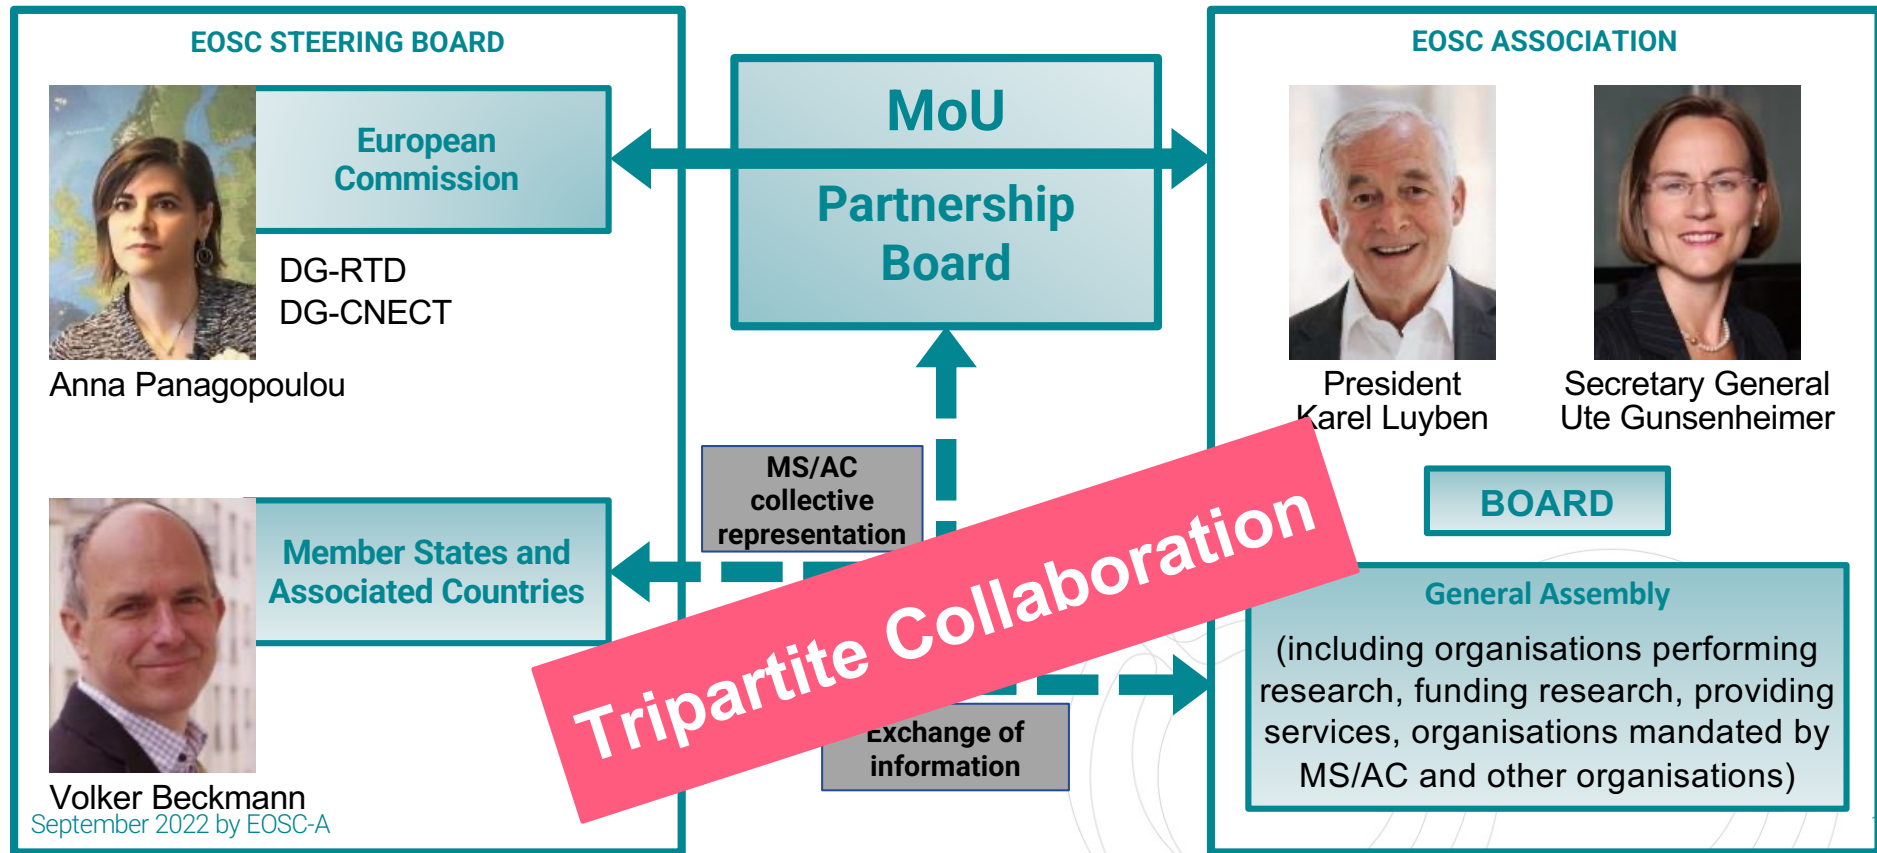 EOSC STEERING BOARD
European
Commission
DG-RTD
DG-CNECT
Anna Panagopoulou
Member States and
Associated Countries
Volker Beckmann
September 2022 by EOSC-A
MoU
Partnership
Board
MS/AC
collective
representation
Tripartite Collaboration
Exchange of
information
EOSC ASSOCIATION
President
Karel Luyben
Secretary General
Ute Gunsenheimer
BOARD
General Assembly
(including organisations performing
research, funding research, providing
services, organisations mandated by
MS/AC and other organisations)